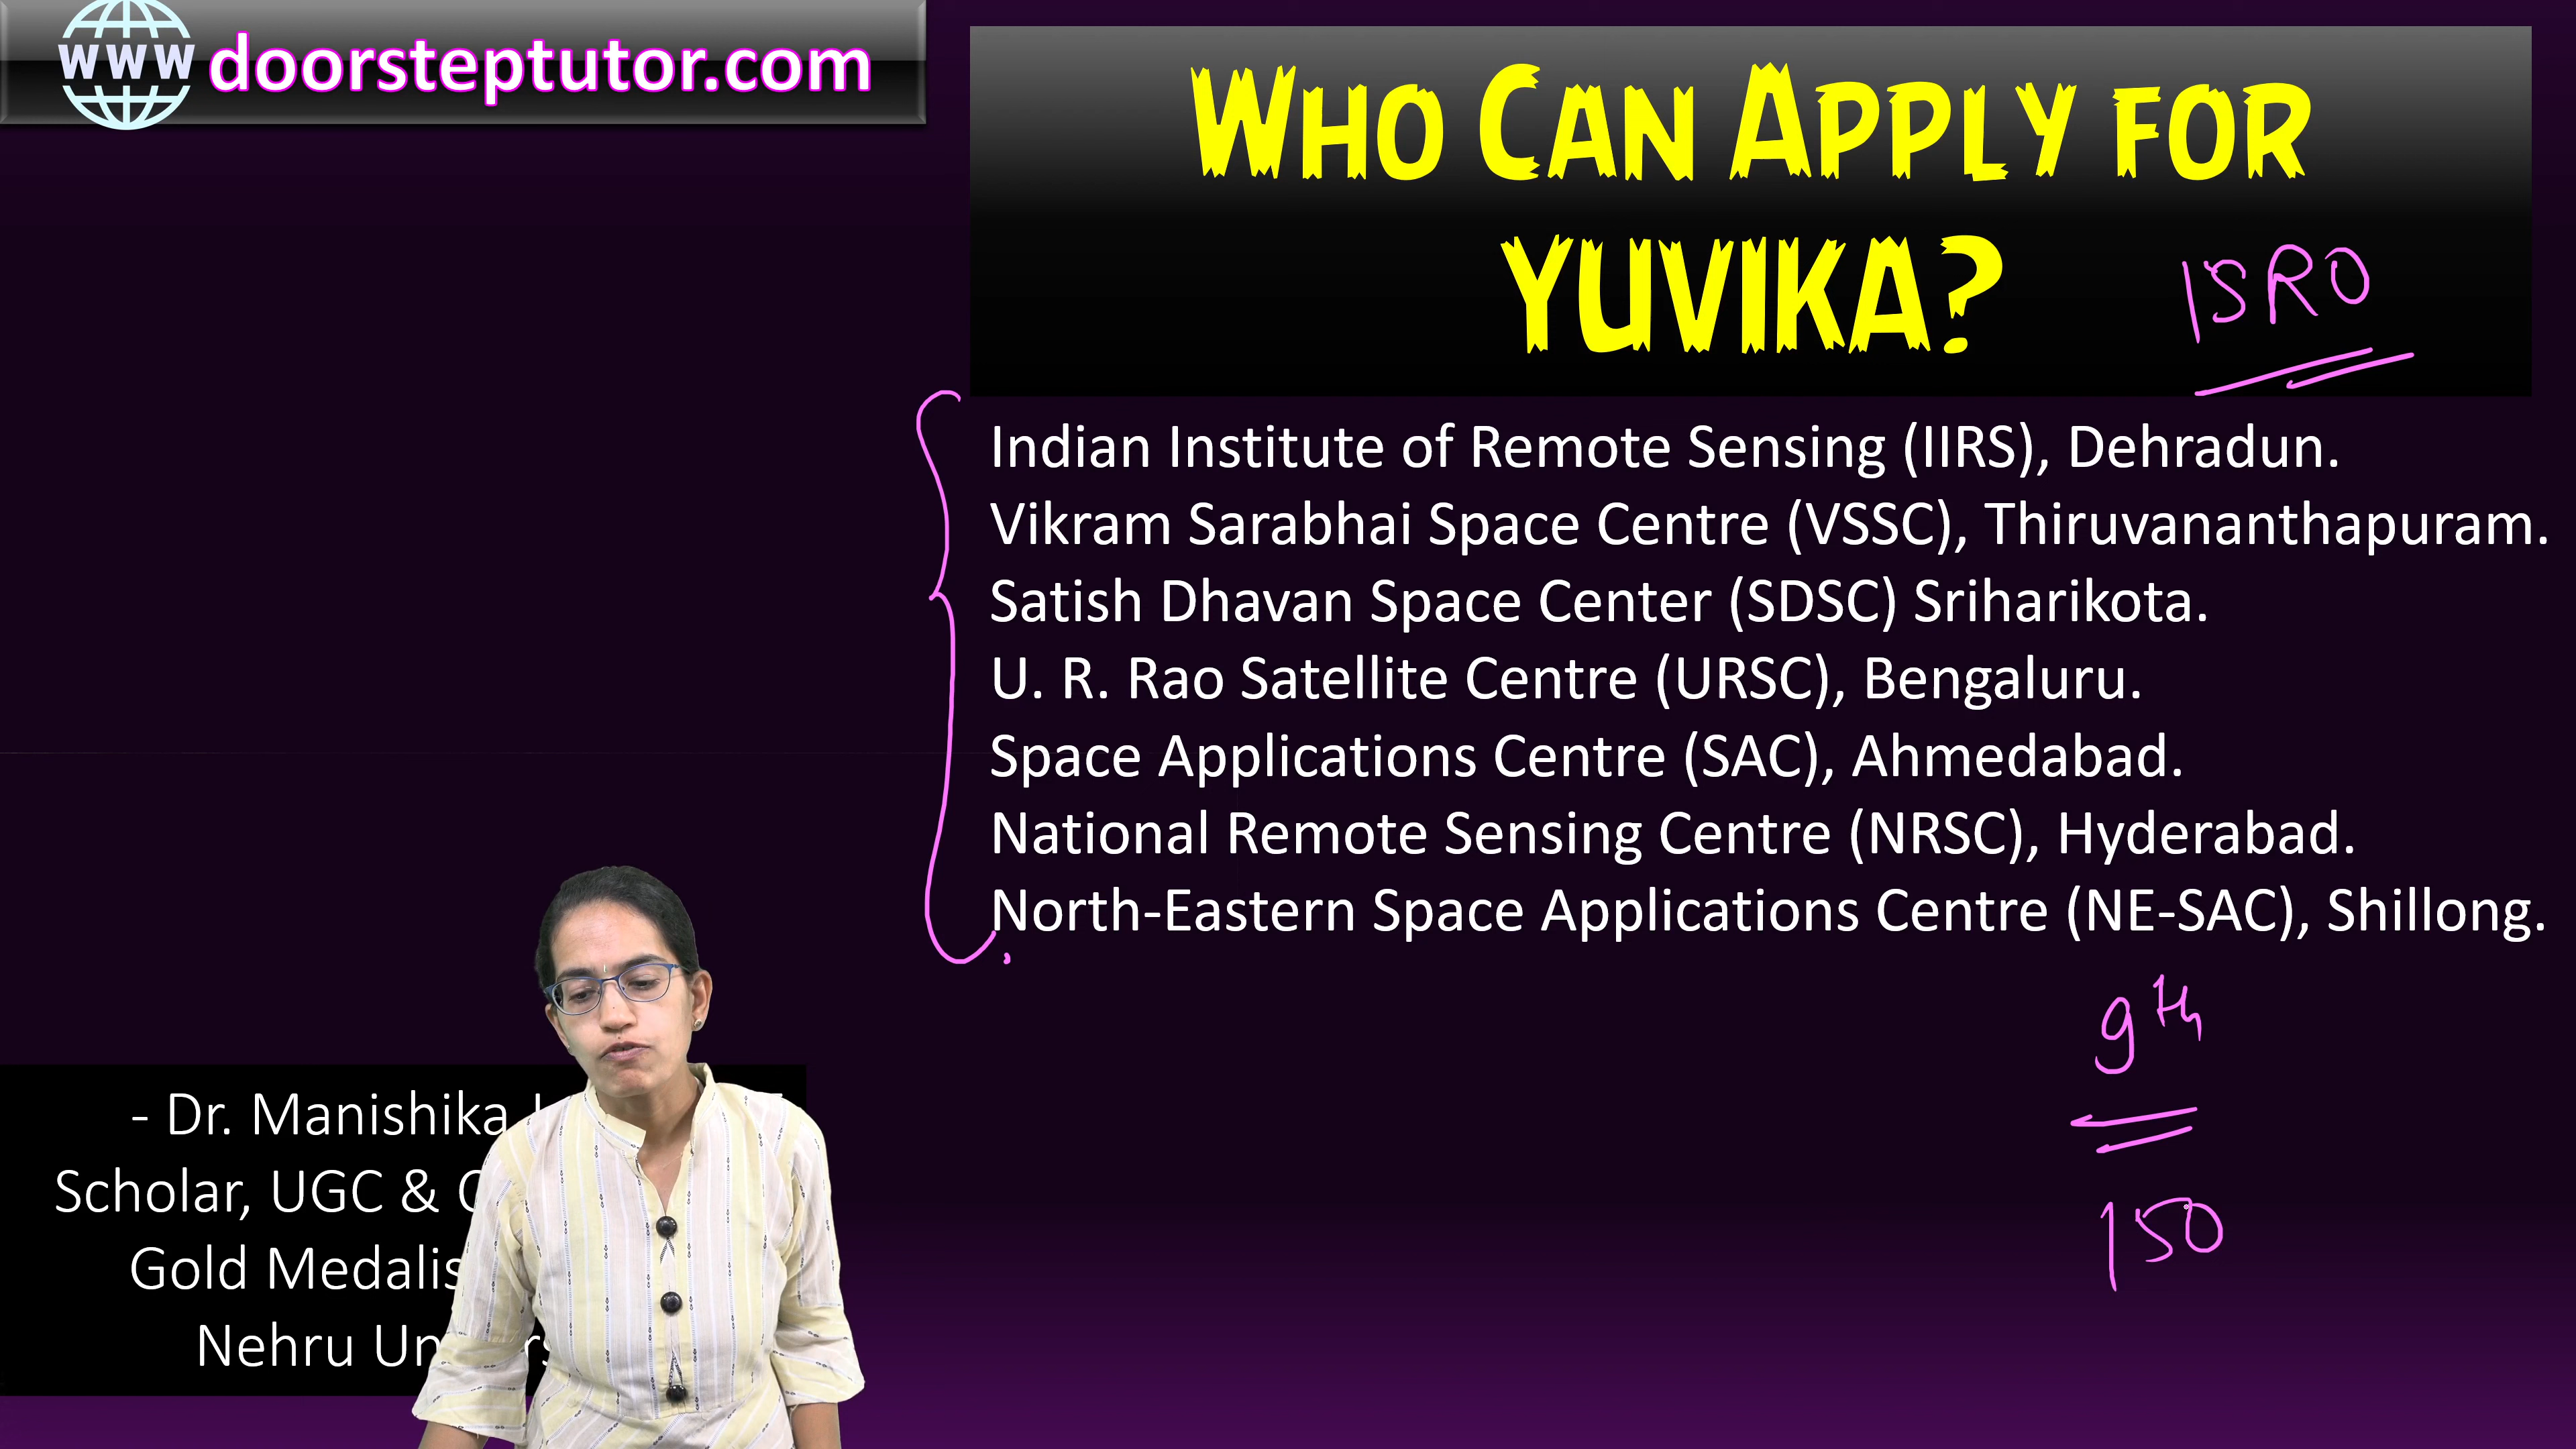 WWW doorsteptutor.com
WHO CAN APPLY FOR
YUVIKA?
ISRO
Indian Institute of Remote Sensing (IIRS), Dehradun.
Vikram Sarabhai Space Centre (VSSC), Thiruvananthapuram.
Satish Dhavan Space Center (SDSC) Sriharikota.
U. R. Rao Satellite Centre (URSC), Bengaluru.
Space Applications Centre (SAC), Ahmedabad.
National Remote Sensing Centre (NRSC), Hyderabad.
North-Eastern Space Applications Centre (NE-SAC), Shillong.
9th
150
- Dr. Manishika
Scholar, UGC &
Gold
Nehru